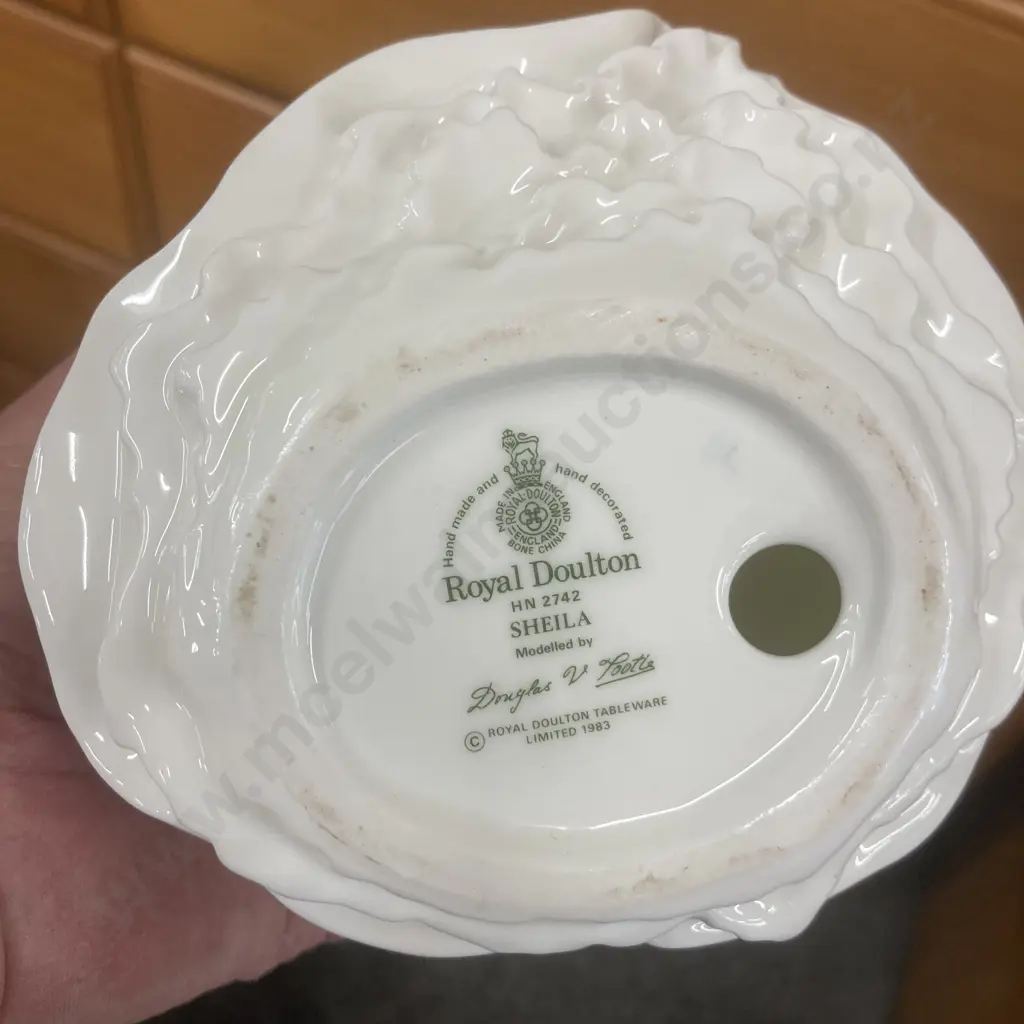 Hand made and hand decorated
MADE IN ENGLAND
ROYAL DOULTON
ENGLAND
BONE CHINA
Royal Doulton
HN 2742
SHEILA
Modelled by
Douglas V Tootle
© ROYAL DOULTON TABLEWARE
LIMITED 1983